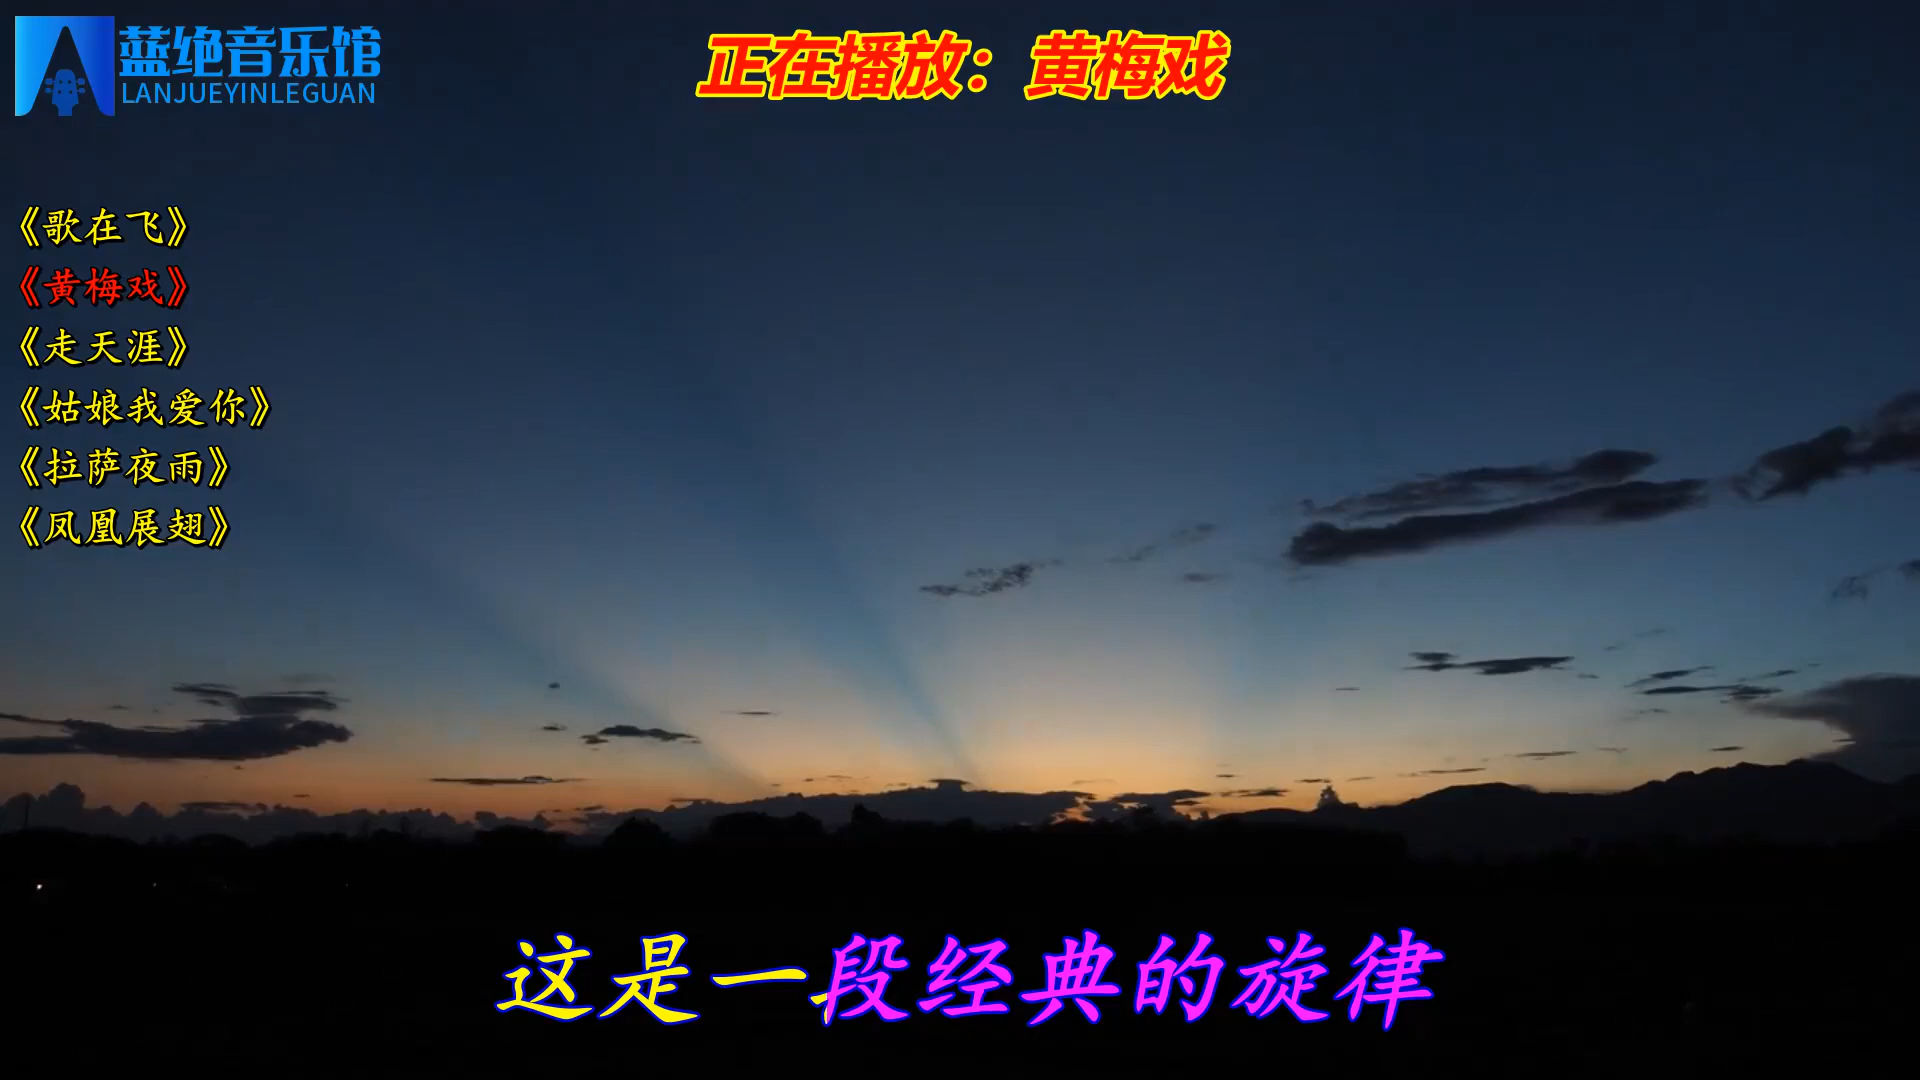 蓝绝音乐馆
LANJUEYINLEGUAN
正在播放：黄梅戏
《歌在飞》
《黄梅戏》
《走天涯》
《姑娘我爱你》
《拉萨夜雨》
《凤凰展翅》
这是一段经典的旋律